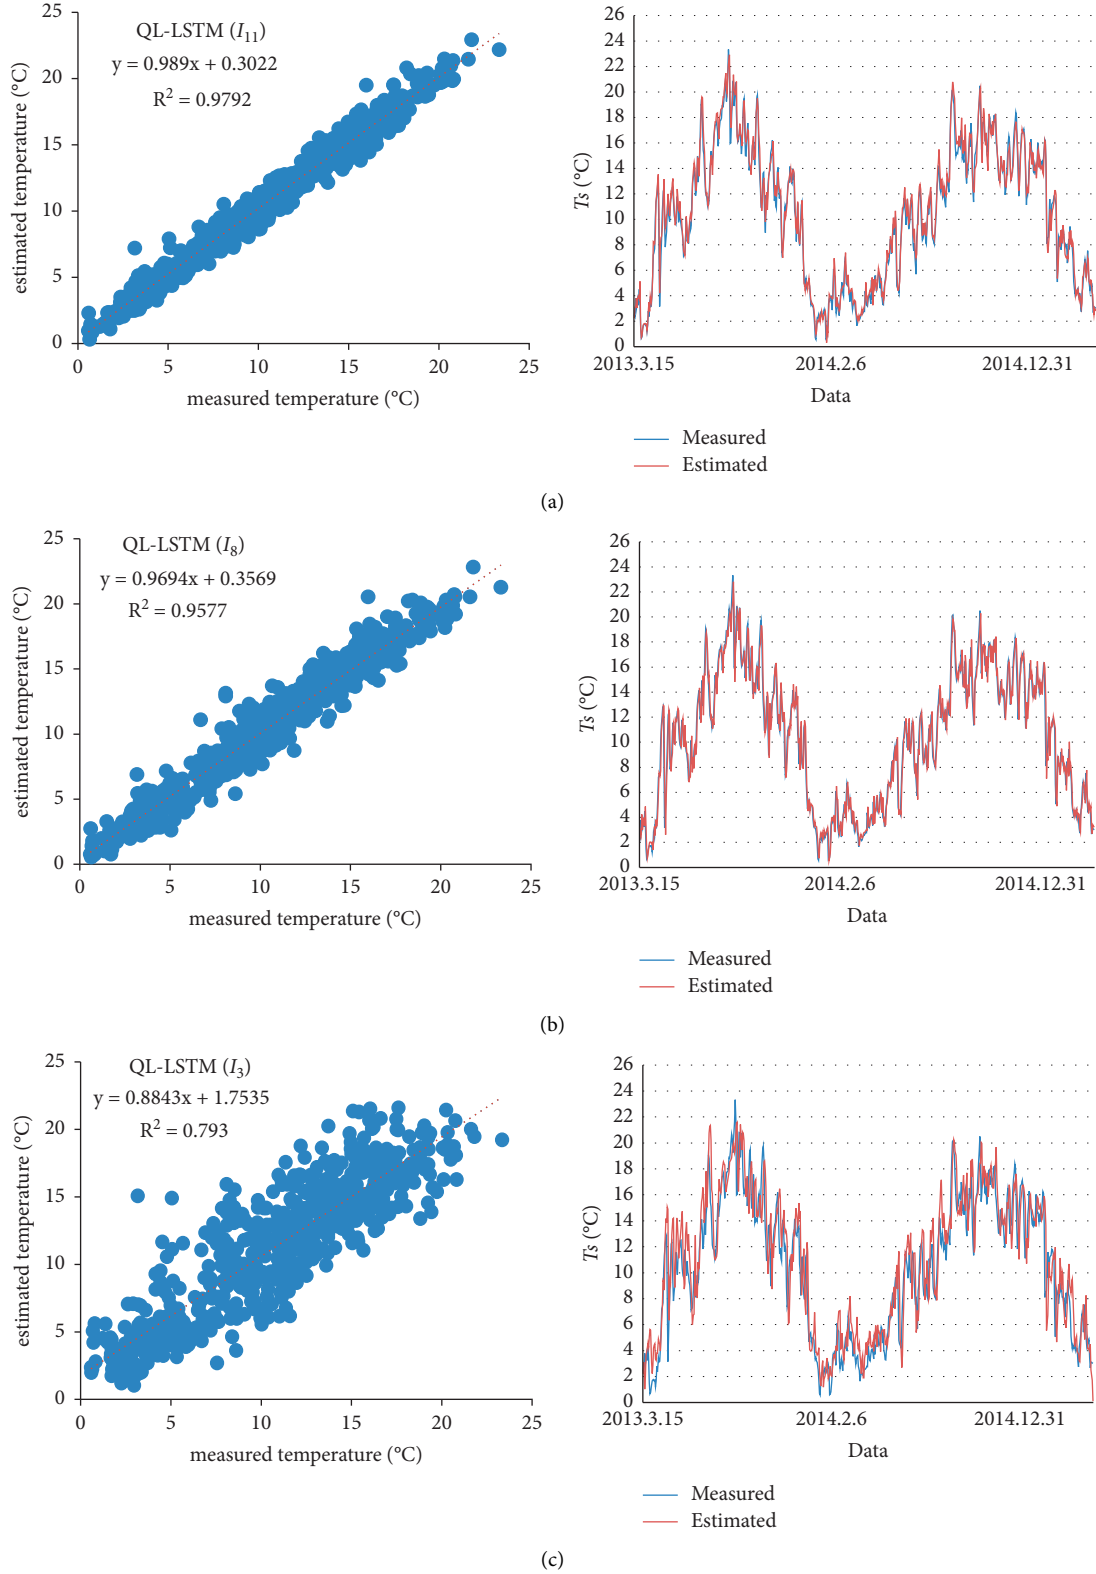 QL-LSTM (I11)
y = 0.989x + 0.3022
R2 = 0.9792
estimated temperature (°C)
25
20
15
10
5
0
0 5 10 15 20 25
measured temperature (°C)
Ts (°C)
26
24
22
20
18
16
14
12
10
8
6
4
2
0
2013.3.15 2014.2.6 2014.12.31
Data
Measured
Estimated
(a)
QL-LSTM (I8)
y = 0.9694x + 0.3569
R2 = 0.9577
estimated temperature (°C)
25
20
15
10
5
0
0 5 10 15 20 25
measured temperature (°C)
Ts (°C)
26
24
22
20
18
16
14
12
10
8
6
4
2
0
2013.3.15 2014.2.6 2014.12.31
Data
Measured
Estimated
(b)
QL-LSTM (I3)
y = 0.8843x + 1.7535
R2 = 0.793
estimated temperature (°C)
25
20
15
10
5
0
0 5 10 15 20 25
measured temperature (°C)
Ts (°C)
26
24
22
20
18
16
14
12
10
8
6
4
2
0
2013.3.15 2014.2.6 2014.12.31
Data
Measured
Estimated
(c)